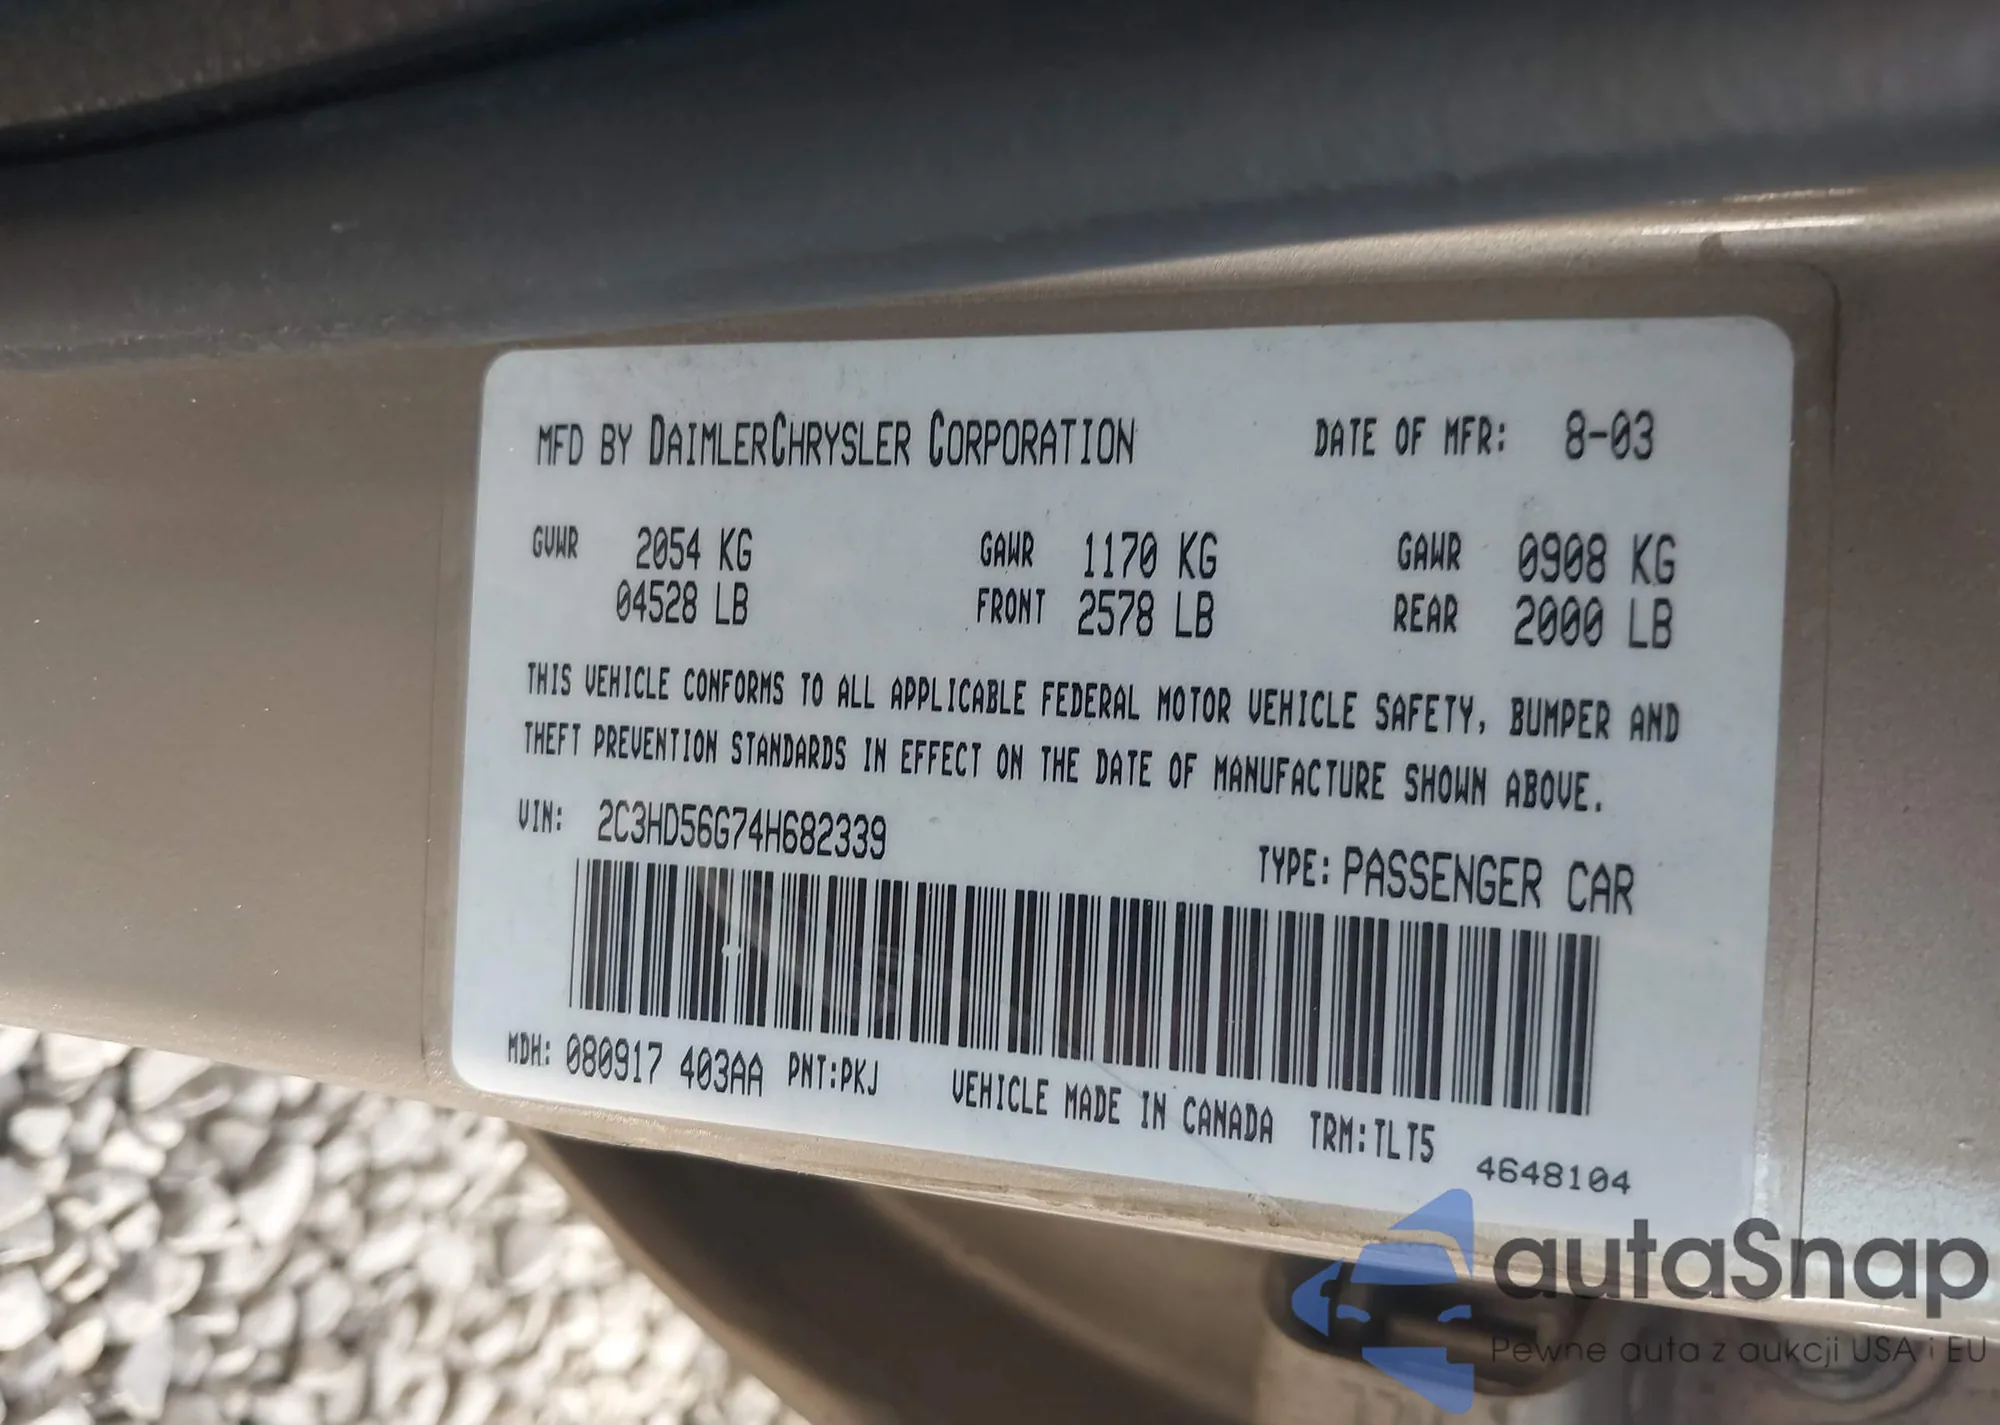 MFD BY DAIMLERCHRYSLER CORPORATION DATE OF MFR: 8-03
GVWR 2054 KG GAWR 1170 KG GAWR 0908 KG
04528 LB FRONT 2578 LB REAR 2000 LB
THIS VEHICLE CONFORMS TO ALL APPLICABLE FEDERAL MOTOR VEHICLE SAFETY, BUMPER AND
THEFT PREVENTION STANDARDS IN EFFECT ON THE DATE OF MANUFACTURE SHOWN ABOVE.
VIN: 2C3HD56G74H682339 TYPE: PASSENGER CAR
MDH: 080917 403AA PNT:PKJ VEHICLE MADE IN CANADA TRM:TLT5
4648104
autaSnap
Pewne auta z aukcji USA i EU